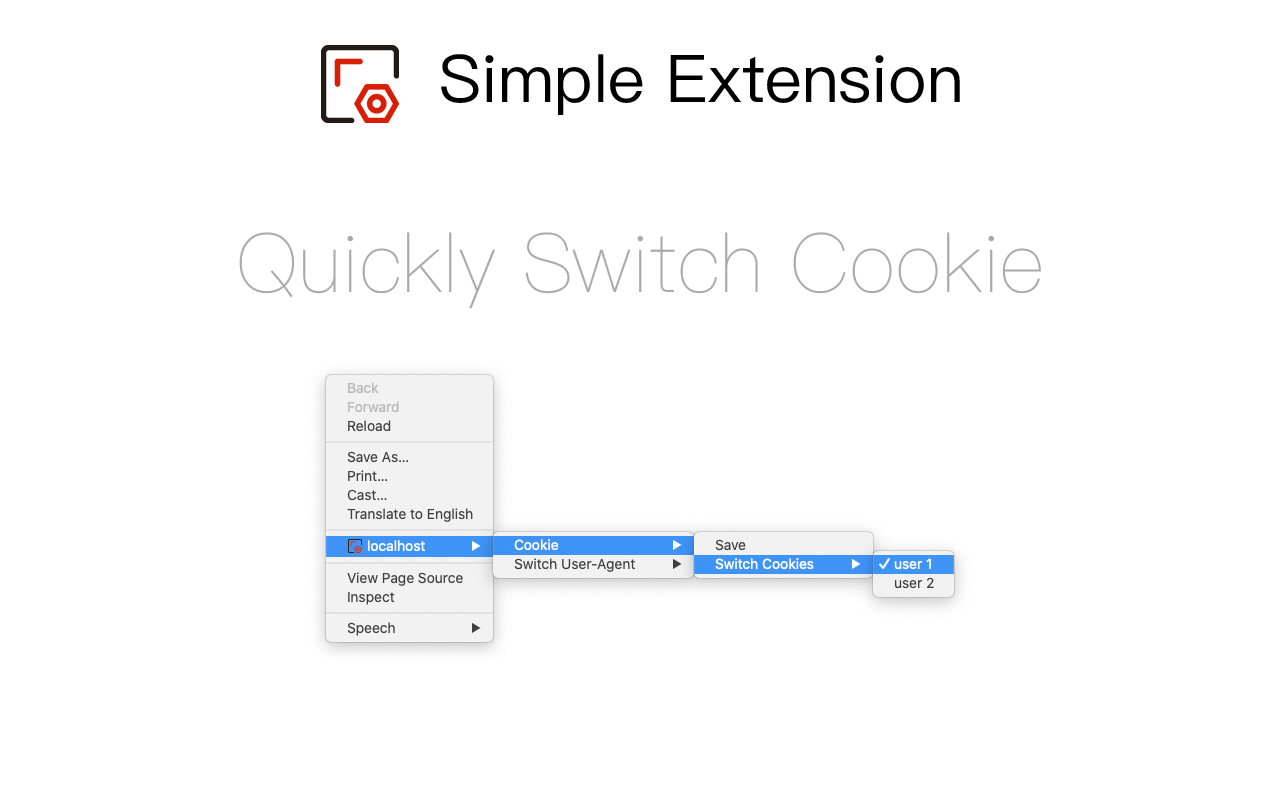 Simple Extension
Quickly Switch Cookie
Back
Forward
Reload
Save As...
Print...
Cast...
Translate to English
localhost
View Page Source
Inspect
Speech
Cookie
Switch User-Agent
Save
Switch Cookies
user 1
user 2